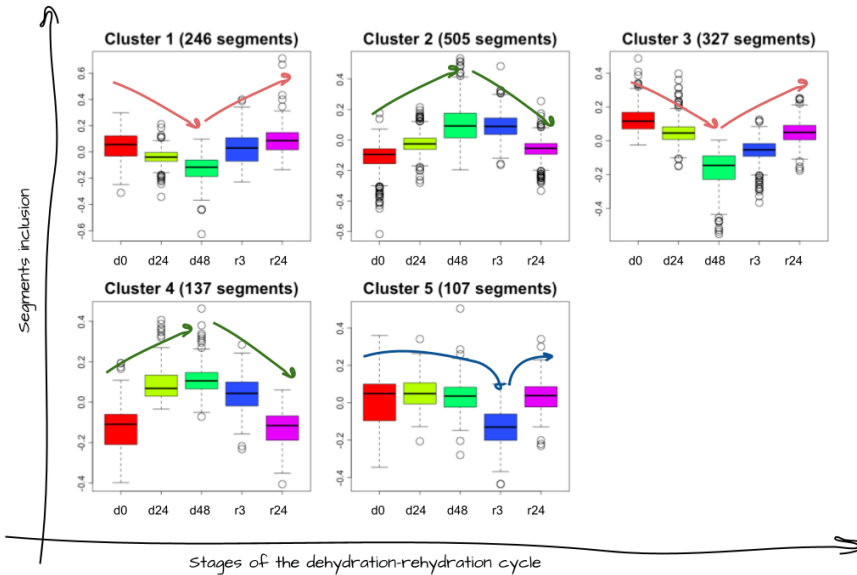 Segments inclusion
Cluster 1 (246 segments)
0.6
0.4
0.2
0.0
-0.2
-0.4
-0.6
d0 d24 d48 r3 r24
Cluster 2 (505 segments)
0.4
0.2
0.0
-0.2
-0.4
-0.6
d0 d24 d48 r3 r24
Cluster 3 (327 segments)
0.4
0.2
0.0
-0.2
-0.4
d0 d24 d48 r3 r24
Cluster 4 (137 segments)
0.4
0.2
0.0
-0.2
-0.4
d0 d24 d48 r3 r24
Cluster 5 (107 segments)
0.4
0.2
0.0
-0.2
-0.4
d0 d24 d48 r3 r24
Stages of the dehydration-rehydration cycle